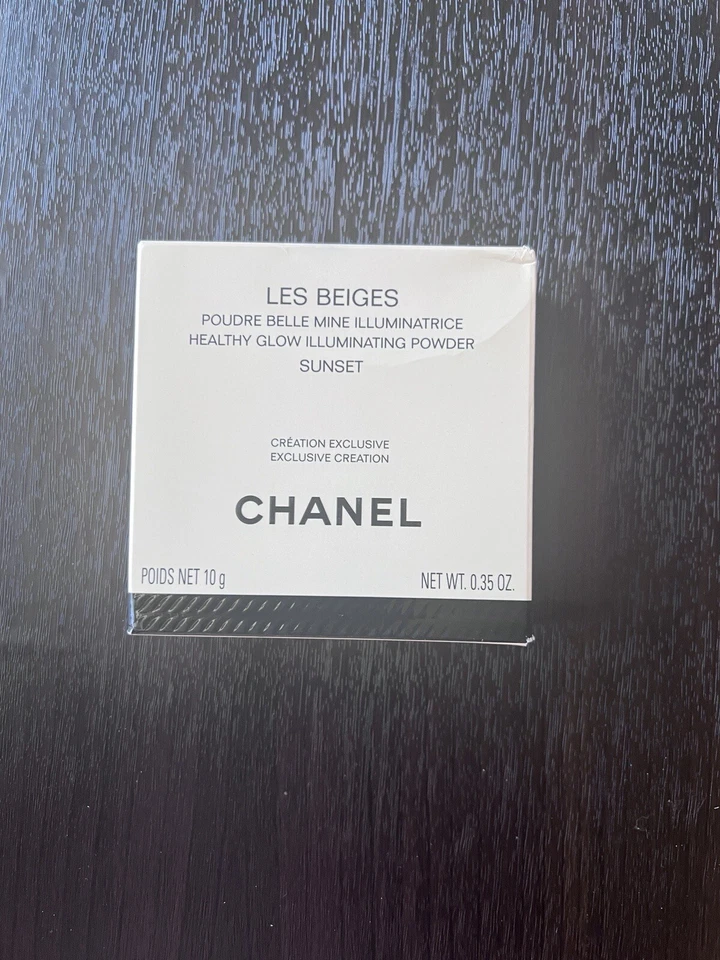 LES BEIGES
POUDRE BELLE MINE ILLUMINATRICE
HEALTHY GLOW ILLUMINATING POWDER
SUNSET
CRÉATION EXCLUSIVE
EXCLUSIVE CREATION
CHANEL
POIDS NET 10 g
NET WT. 0.35 OZ.